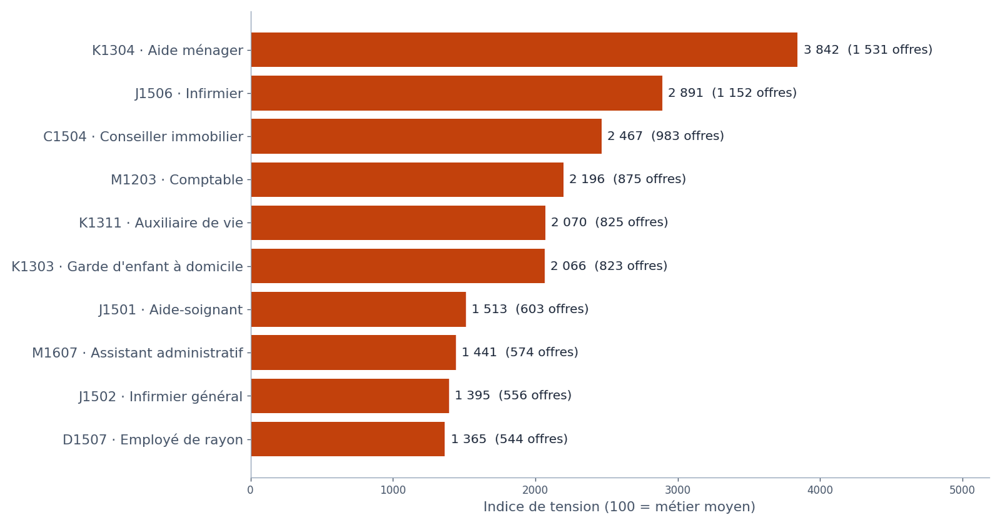 K1304 · Aide ménager 3 842 (1 531 offres)
J1506 · Infirmier 2 891 (1 152 offres)
C1504 · Conseiller immobilier 2 467 (983 offres)
M1203 · Comptable 2 196 (875 offres)
K1311 · Auxiliaire de vie 2 070 (825 offres)
K1303 · Garde d'enfant à domicile 2 066 (823 offres)
J1501 · Aide-soignant 1 513 (603 offres)
M1607 · Assistant administratif 1 441 (574 offres)
J1502 · Infirmier général 1 395 (556 offres)
D1507 · Employé de rayon 1 365 (544 offres)
0 1000 2000 3000 4000 5000
Indice de tension (100 = métier moyen)